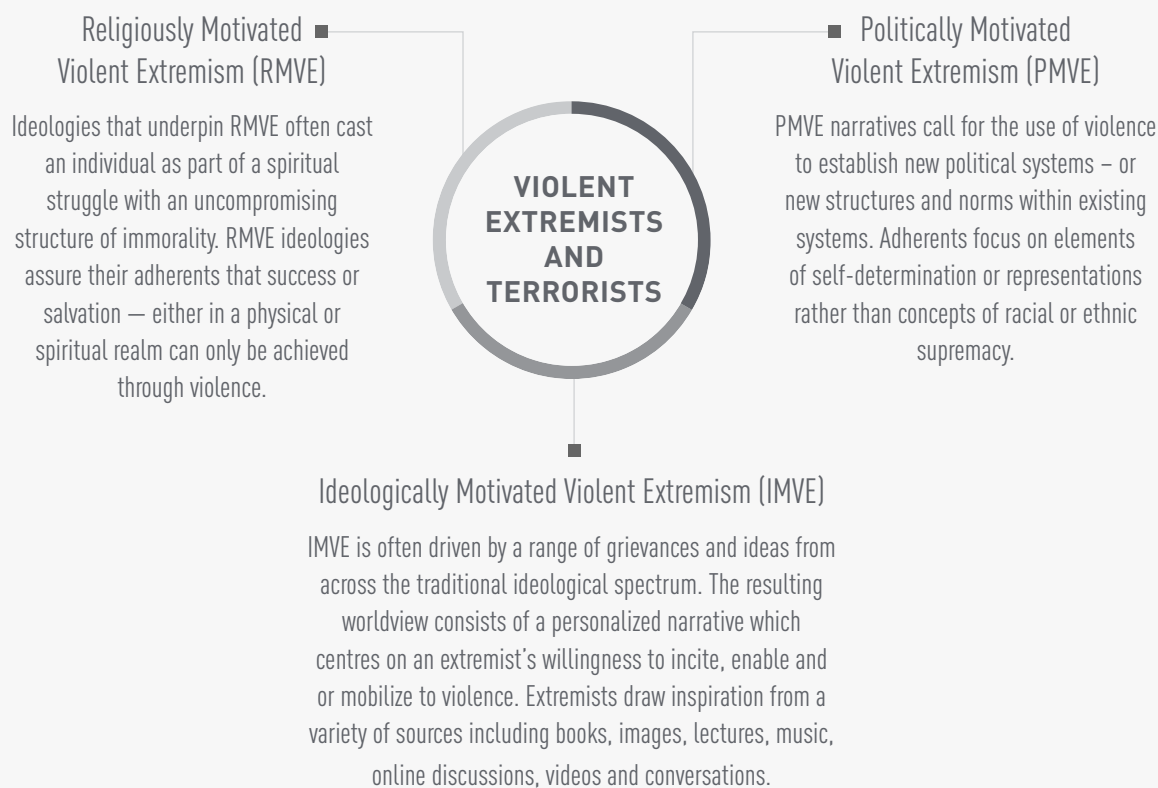 Religiously Motivated
Violent Extremism (RMVE)
Ideologies that underpin RMVE often cast
an individual as part of a spiritual
struggle with an uncompromising
structure of immorality. RMVE ideologies
assure their adherents that success or
salvation — either in a physical or
spiritual realm can only be achieved
through violence.
VIOLENT
EXTREMISTS
AND
TERRORISTS
Politically Motivated
Violent Extremism (PMVE)
PMVE narratives call for the use of violence
to establish new political systems – or
new structures and norms within existing
systems. Adherents focus on elements
of self-determination or representations
rather than concepts of racial or ethnic
supremacy.
Ideologically Motivated Violent Extremism (IMVE)
IMVE is often driven by a range of grievances and ideas from
across the traditional ideological spectrum. The resulting
worldview consists of a personalized narrative which
centres on an extremist’s willingness to incite, enable and
or mobilize to violence. Extremists draw inspiration from a
variety of sources including books, images, lectures, music,
online discussions, videos and conversations.